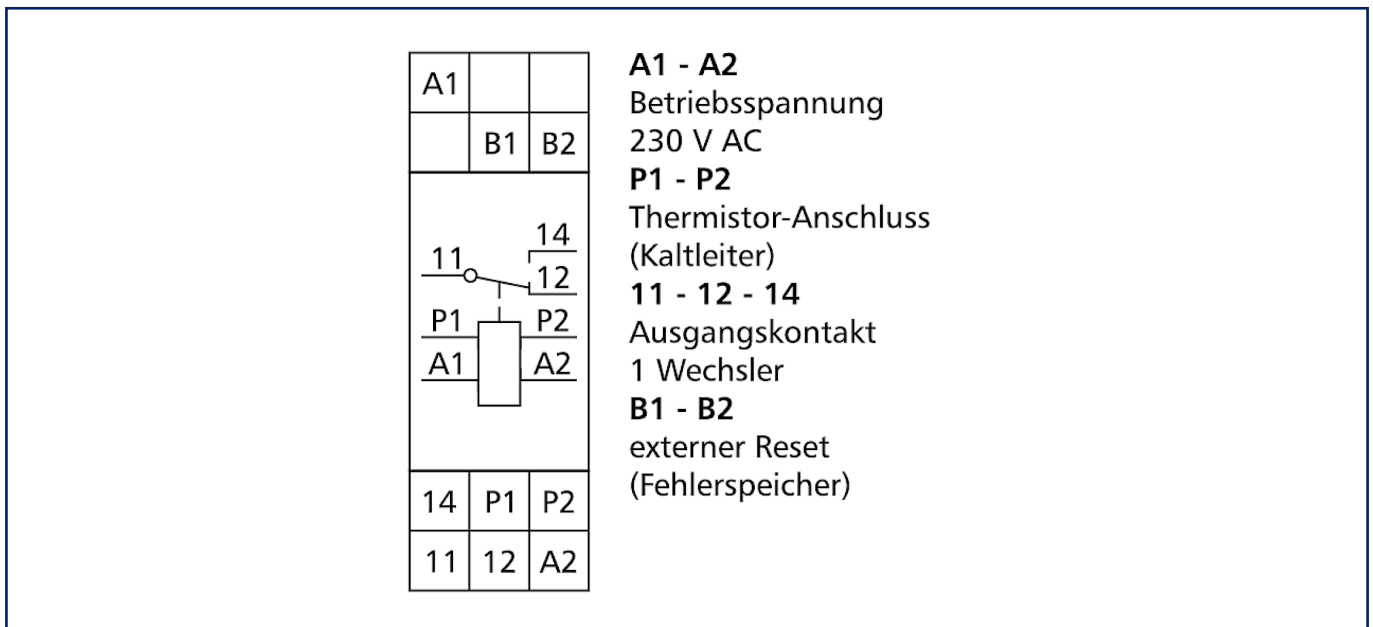 A1
B1 B2
14
11
12
P1 P2
A1 A2
14 P1 P2
11 12 A2
A1 - A2
Betriebsspannung
230 V AC
P1 - P2
Thermistor-Anschluss
(Kaltleiter)
11 - 12 - 14
Ausgangskontakt
1 Wechsler
B1 - B2
externer Reset
(Fehlerspeicher)